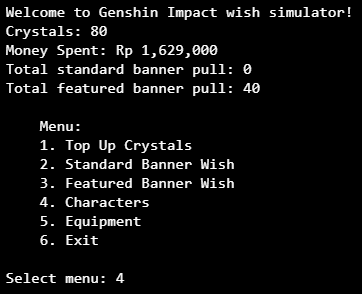 Welcome to Genshin Impact wish simulator!
Crystals: 80
Money Spent: Rp 1,629,000
Total standard banner pull: 0
Total featured banner pull: 40
Menu:
1. Top Up Crystals
2. Standard Banner Wish
3. Featured Banner Wish
4. Characters
5. Equipment
6. Exit
Select menu: 4